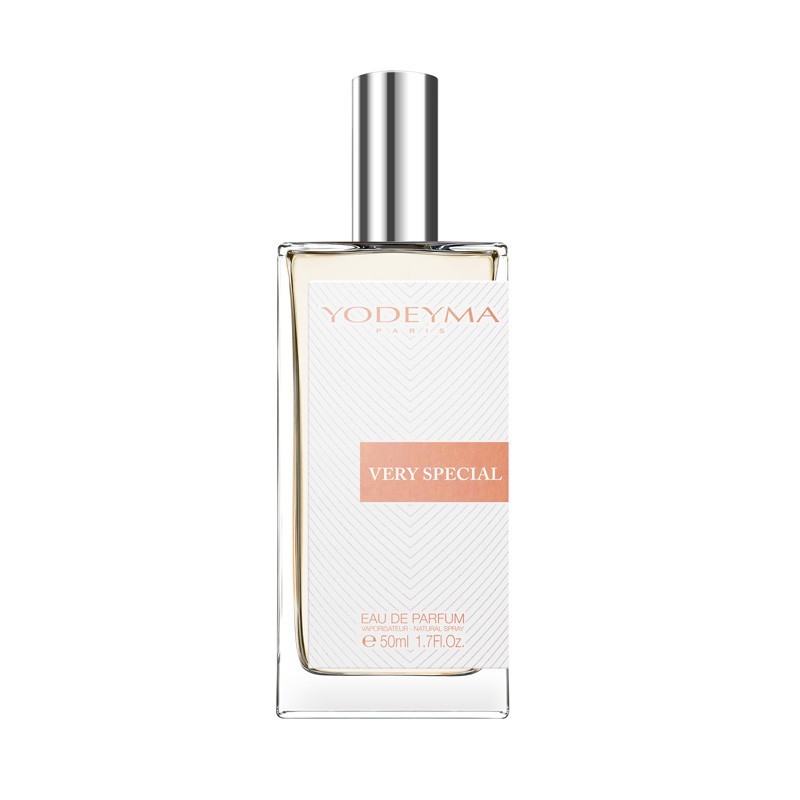 YODEYMA
PARIS
VERY SPECIAL
EAU DE PARFUM
VAPORISATEUR - NATURAL SPRAY
℮ 50ml 1.7Fl.Oz.